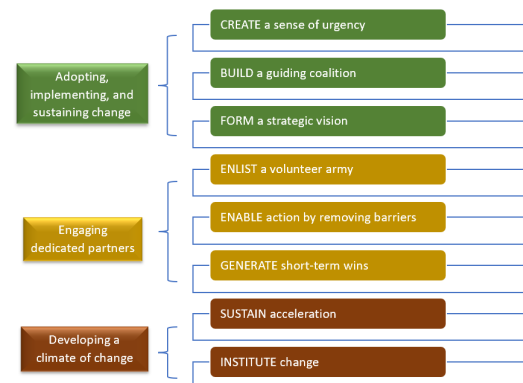 Adopting,
implementing, and
sustaining change
CREATE a sense of urgency
BUILD a guiding coalition
FORM a strategic vision
Engaging
dedicated partners
ENLIST a volunteer army
ENABLE action by removing barriers
GENERATE short-term wins
Developing a
climate of change
SUSTAIN acceleration
INSTITUTE change